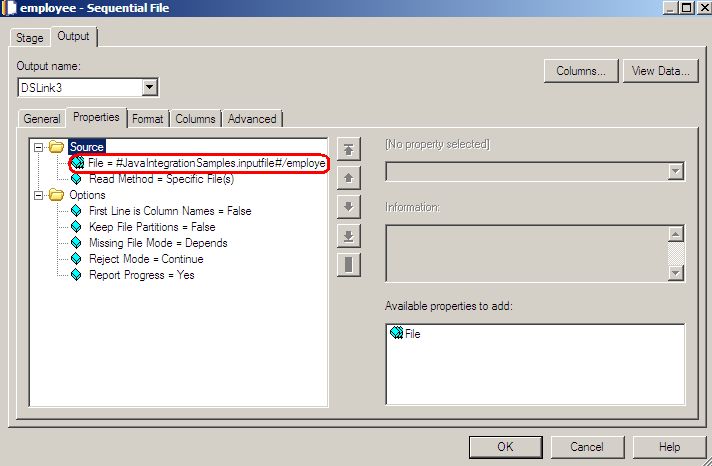 employee - Sequential File
Stage
Output
Output name:
DSLink3
Columns...
View Data...
General
Properties
Format
Columns
Advanced
Source
File = #JavaIntegrationSamples.inputfile#/employe
Read Method = Specific File(s)
Options
First Line is Column Names = False
Keep File Partitions = False
Missing File Mode = Depends
Reject Mode = Continue
Report Progress = Yes
[No property selected]
Information:
Available properties to add:
File
OK
Cancel
Help